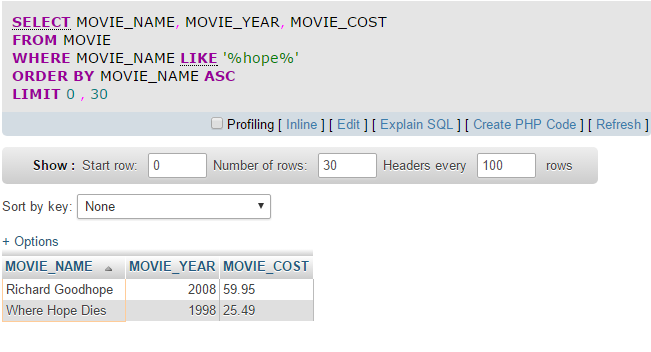 SELECT MOVIE_NAME, MOVIE_YEAR, MOVIE_COST
FROM MOVIE
WHERE MOVIE_NAME LIKE '%hope%'
ORDER BY MOVIE_NAME ASC
LIMIT 0 , 30
Profiling [ Inline ] [ Edit ] [ Explain SQL ] [ Create PHP Code ] [ Refresh ]
Show : Start row: 0 Number of rows: 30 Headers every 100 rows
Sort by key: None
+ Options
MOVIE_NAME MOVIE_YEAR MOVIE_COST
Richard Goodhope 2008 59.95
Where Hope Dies 1998 25.49